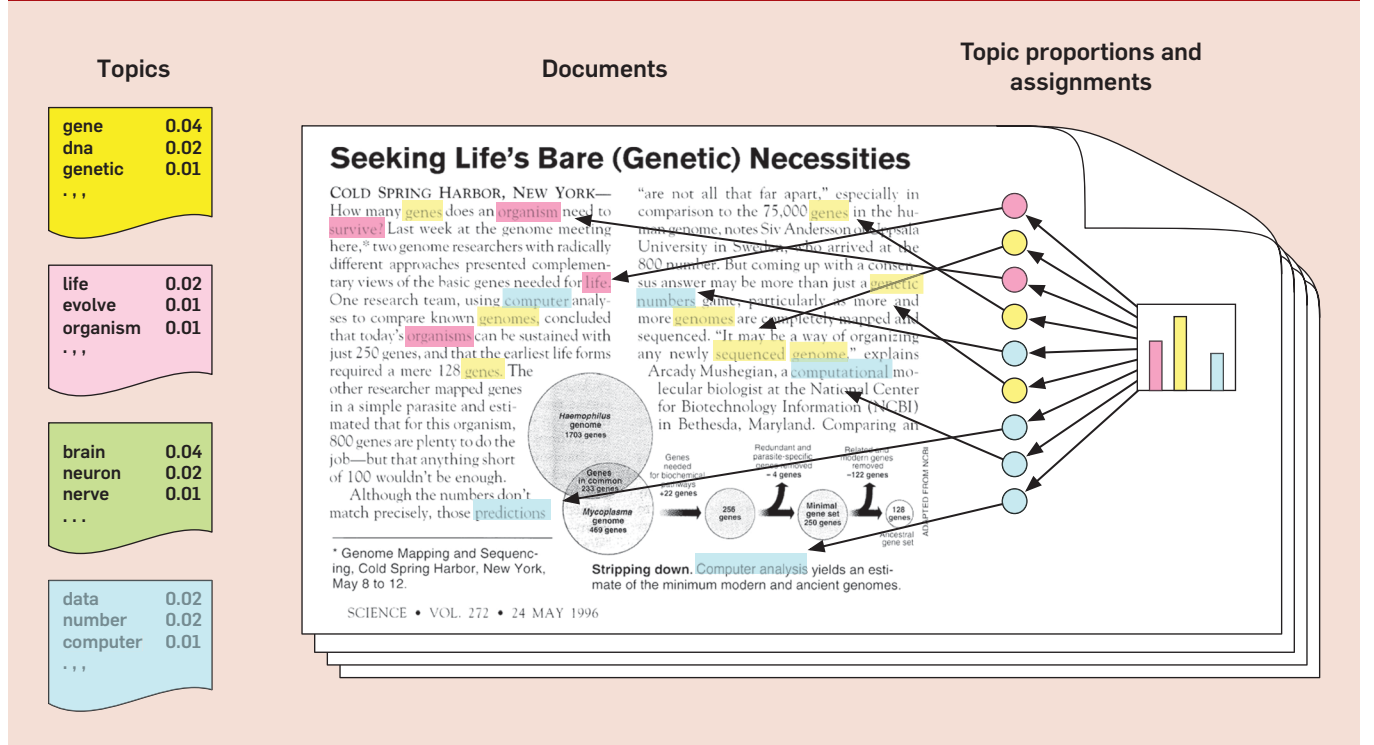 Topics
Documents
Topic proportions and
assignments
gene 0.04
dna 0.02
genetic 0.01
. , ,
life 0.02
evolve 0.01
organism 0.01
. , ,
brain 0.04
neuron 0.02
nerve 0.01
. . .
data 0.02
number 0.02
computer 0.01
. , ,
Seeking Life's Bare (Genetic) Necessities
COLD SPRING HARBOR, NEW YORK—
How many genes does an organism need to
survive? Last week at the genome meeting
here,* two genome researchers with radically
different approaches presented complemen-
tary views of the basic genes needed for life.
One research team, using computer analy-
ses to compare known genomes, concluded
that today's organisms can be sustained with
just 250 genes, and that the earliest life forms
required a mere 128 genes. The
other researcher mapped genes
in a simple parasite and esti-
mated that for this organism,
800 genes are plenty to do the
job—but that anything short
of 100 wouldn't be enough.
Although the numbers don't
match precisely, those predictions
* Genome Mapping and Sequenc-
ing, Cold Spring Harbor, New York,
May 8 to 12.
"are not all that far apart," especially in
comparison to the 75,000 genes in the hu-
man genome, notes Siv Andersson of Uppsala
University in Sweden, who arrived at the
800 number. But coming up with a consen-
sus answer may be more than just a genetic
numbers game, particularly as more and
more genomes are completely mapped and
sequenced. "It may be a way of organizing
any newly sequenced genome," explains
Arcady Mushegian, a computational mo-
lecular biologist at the National Center
for Biotechnology Information (NCBI)
in Bethesda, Maryland. Comparing an
Haemophilus
genome
1703 genes
Genes
in common
233 genes
Mycoplasma
genome
469 genes
Genes
needed
for biochemical
pathways
+22 genes
256
genes
Redundant and
parasite-specific
genes removed
– 4 genes
Minimal
gene set
250 genes
Related and
modern genes
removed
–122 genes
128
genes
Ancestral
gene set
ADAPTED FROM NCBI
Stripping down. Computer analysis yields an esti-
mate of the minimum modern and ancient genomes.
SCIENCE • VOL. 272 • 24 MAY 1996